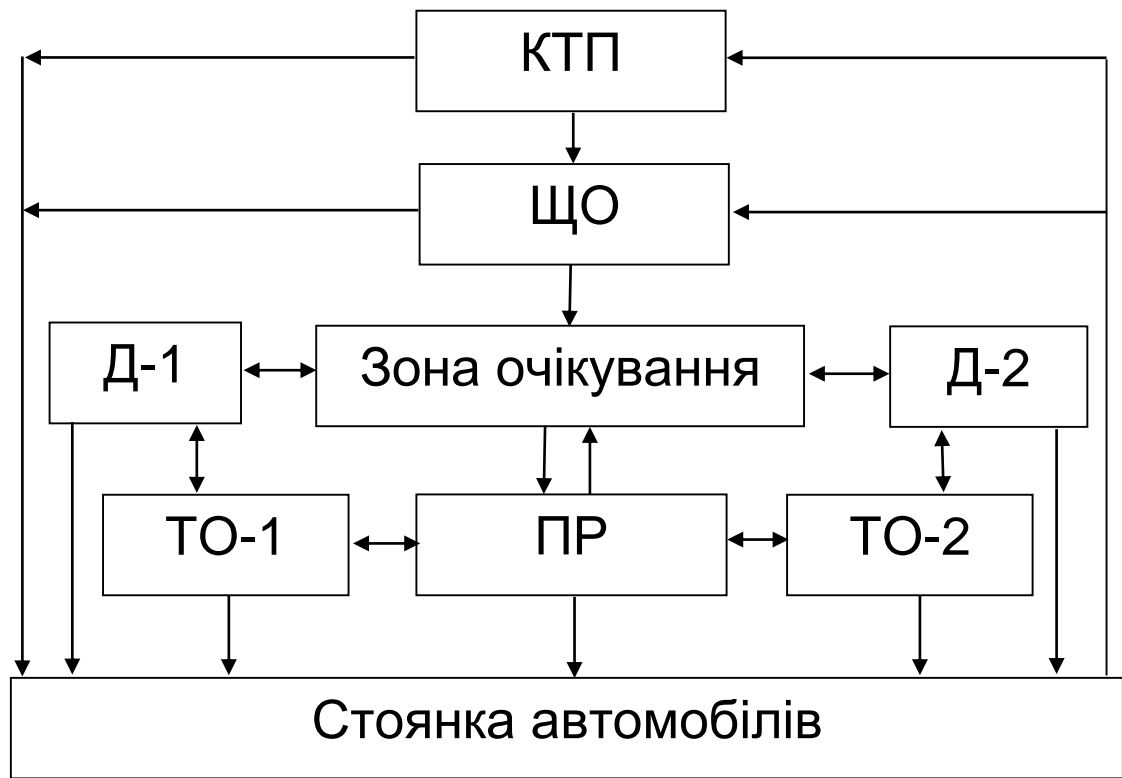 КТП
ЩО
Д-1
Зона очікування
Д-2
ТО-1
ПР
ТО-2
Стоянка автомобілів